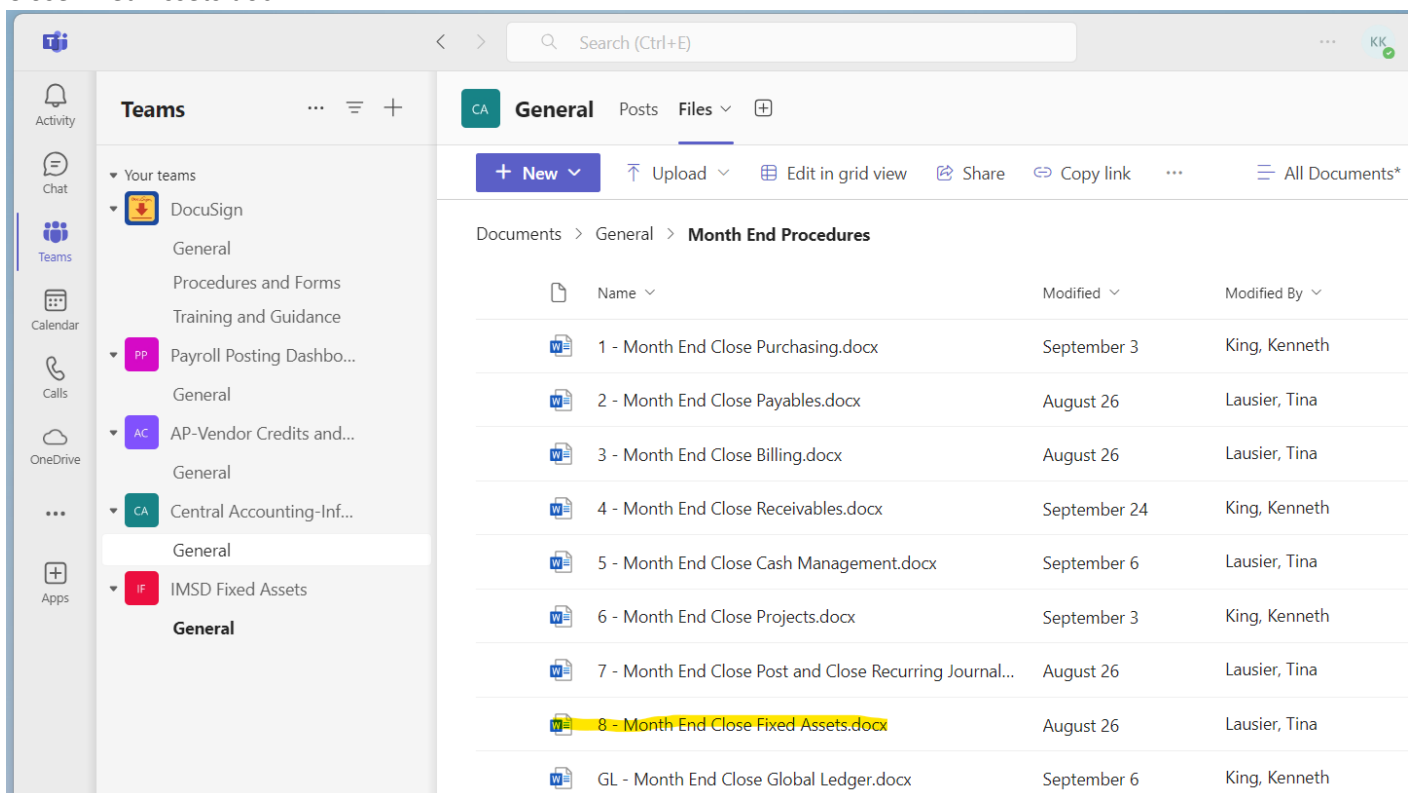 Search (Ctrl+E)
KK
Activity
Chat
Teams
Calendar
Calls
OneDrive
Apps
Teams
Your teams
DocuSign
General
Procedures and Forms
Training and Guidance
PP Payroll Posting Dashbo...
General
AC AP-Vendor Credits and...
General
CA Central Accounting-Inf...
General
IF IMSD Fixed Assets
General
CA General Posts Files
+ New Upload Edit in grid view Share Copy link ... All Documents*
Documents > General > Month End Procedures
Name Modified Modified By
1 - Month End Close Purchasing.docx September 3 King, Kenneth
2 - Month End Close Payables.docx August 26 Lausier, Tina
3 - Month End Close Billing.docx August 26 Lausier, Tina
4 - Month End Close Receivables.docx September 24 King, Kenneth
5 - Month End Close Cash Management.docx September 6 Lausier, Tina
6 - Month End Close Projects.docx September 3 King, Kenneth
7 - Month End Close Post and Close Recurring Journal... August 26 Lausier, Tina
8 - Month End Close Fixed Assets.docx August 26 Lausier, Tina
GL - Month End Close Global Ledger.docx September 6 King, Kenneth